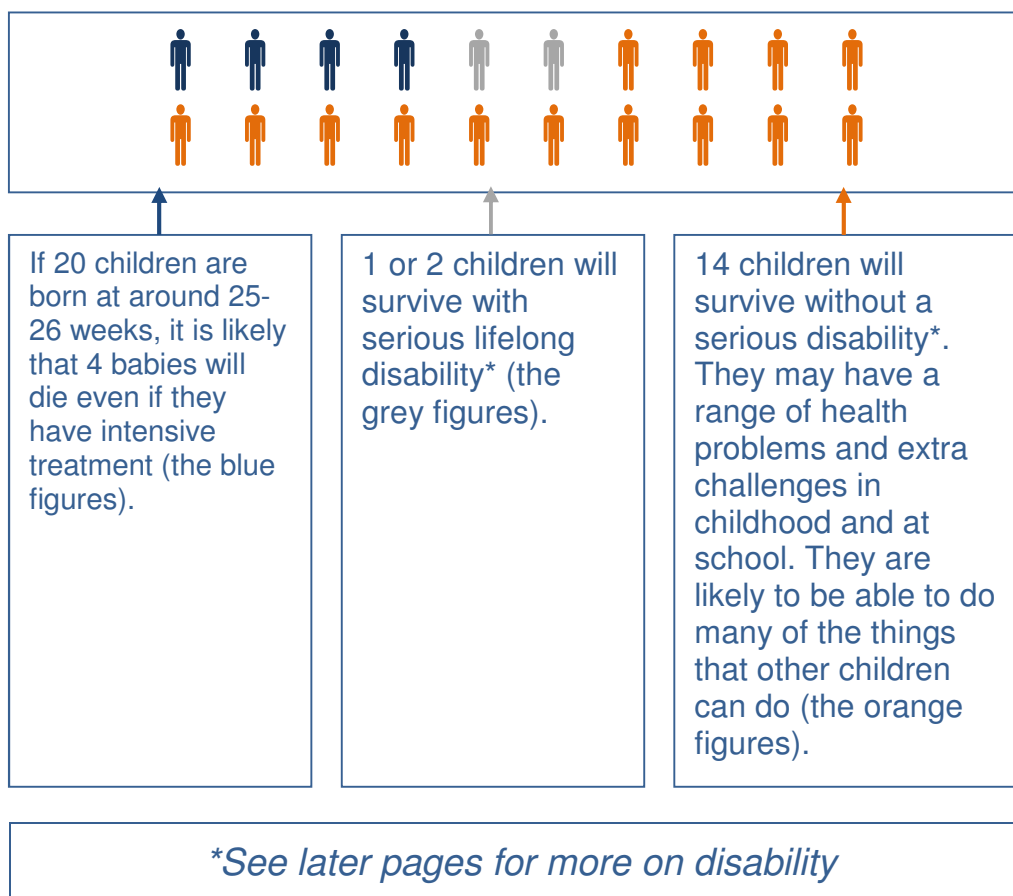 If 20 children are
born at around 25-
26 weeks, it is likely
that 4 babies will
die even if they
have intensive
treatment (the blue
figures).
1 or 2 children will
survive with
serious lifelong
disability* (the
grey figures).
14 children will
survive without a
serious disability*.
They may have a
range of health
problems and extra
challenges in
childhood and at
school. They are
likely to be able to do
many of the things
that other children
can do (the orange
figures).
*See later pages for more on disability